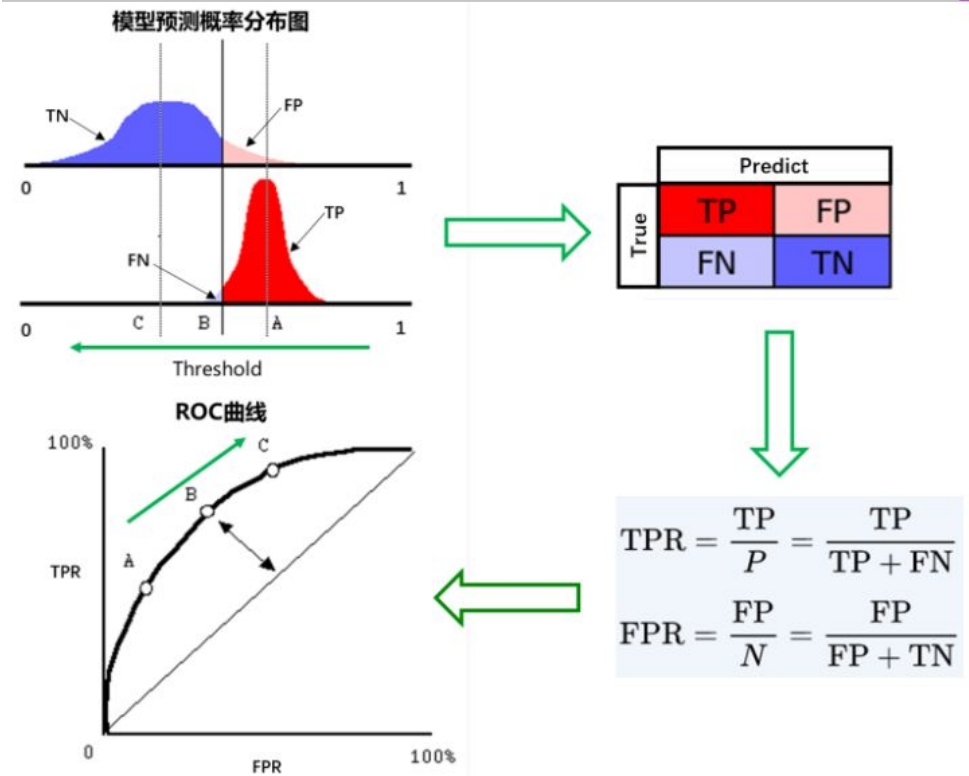 模型预测概率分布图
TN
FP
0
1
TP
FN
C
B
A
0
1
Threshold
Predict
True
TP
FP
FN
TN
TPR = TP/P = TP/(TP + FN)
FPR = FP/N = FP/(FP + TN)
ROC曲线
100%
C
B
A
TPR
0
FPR
100%